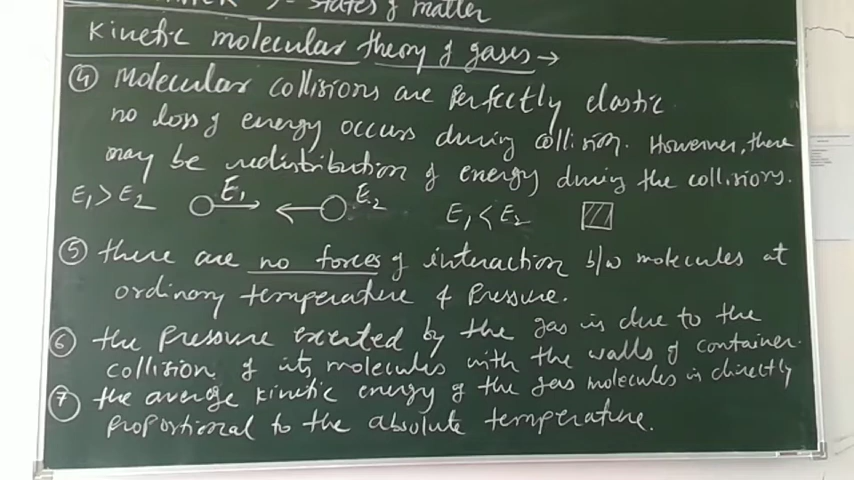 States of matter
Kinetic molecular theory of gases →
④ Molecular collisions are Perfectly elastic.
no loss of energy occurs during collision. However, there
may be redistribution of energy during the collisions.
E₁ > E₂ E₁ E₂ E₁ < E₂
⑤ there are no forces of interaction b/w molecules at
ordinary temperature & Pressure.
⑥ the Pressure exerted by the gas is due to the
collision of its molecules with the walls of container.
⑦ the average kinetic energy of the gas molecules is directly
proportional to the absolute temperature.